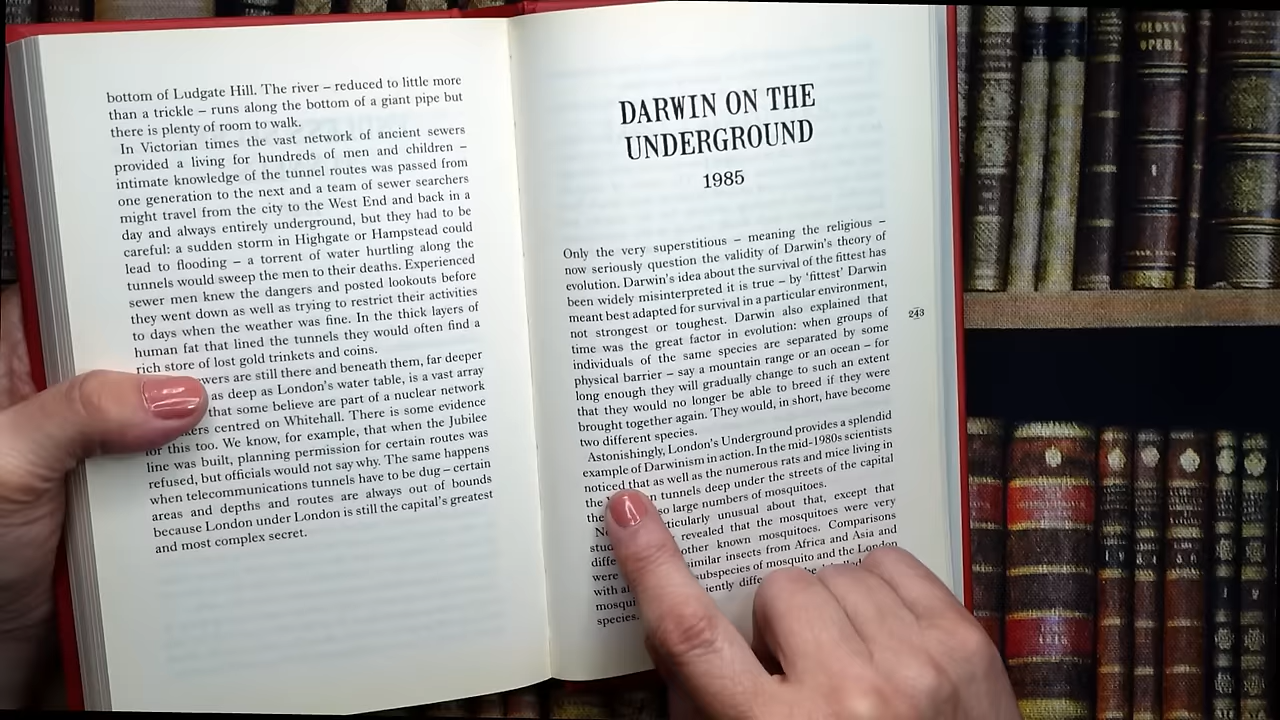 bottom of Ludgate Hill. The river – reduced to little more
than a trickle – runs along the bottom of a giant pipe but
there is plenty of room to walk.
In Victorian times the vast network of ancient sewers
provided a living for hundreds of men and children –
intimate knowledge of the tunnel routes was passed from
one generation to the next and a team of sewer searchers
might travel from the city to the West End and back in a
day and always entirely underground, but they had to be
careful: a sudden storm in Highgate or Hampstead could
lead to flooding – a torrent of water hurtling along the
tunnels would sweep the men to their deaths. Experienced
sewer men knew the dangers and posted lookouts before
they went down as well as trying to restrict their activities
to days when the weather was fine. In the thick layers of
human fat that lined the tunnels they would often find a
rich store of lost gold trinkets and coins.
are still there and beneath them, far deeper
as deep as London's water table, is a vast array
that some believe are part of a nuclear network
centred on Whitehall. There is some evidence
for this too. We know, for example, that when the Jubilee
line was built, planning permission for certain routes was
refused, but officials would not say why. The same happens
when telecommunications tunnels have to be dug – certain
areas and depths and routes are always out of bounds
because London under London is still the capital's greatest
and most complex secret.
DARWIN ON THE
UNDERGROUND
1985
Only the very superstitious – meaning the religious –
now seriously question the validity of Darwin's theory of
evolution. Darwin's idea about the survival of the fittest has
been widely misinterpreted it is true – by 'fittest' Darwin
meant best adapted for survival in a particular environment,
not strongest or toughest. Darwin also explained that
time was the great factor in evolution: when groups of
individuals of the same species are separated by some
physical barrier – say a mountain range or an ocean – for
long enough they will gradually change to such an extent
that they would no longer be able to breed if they were
brought together again. They would, in short, have become
two different species.
Astonishingly, London's Underground provides a splendid
example of Darwinism in action. In the mid-1980s scientists
noticed that as well as the numerous rats and mice living in
the tunnels deep under the streets of the capital
so large numbers of mosquitoes.
unusual about that, except that
revealed that the mosquitoes were very
other known mosquitoes. Comparisons
were similar insects from Africa and Asia and
with subspecies of mosquito and the London
species.
243
COLONNA
OPERA.